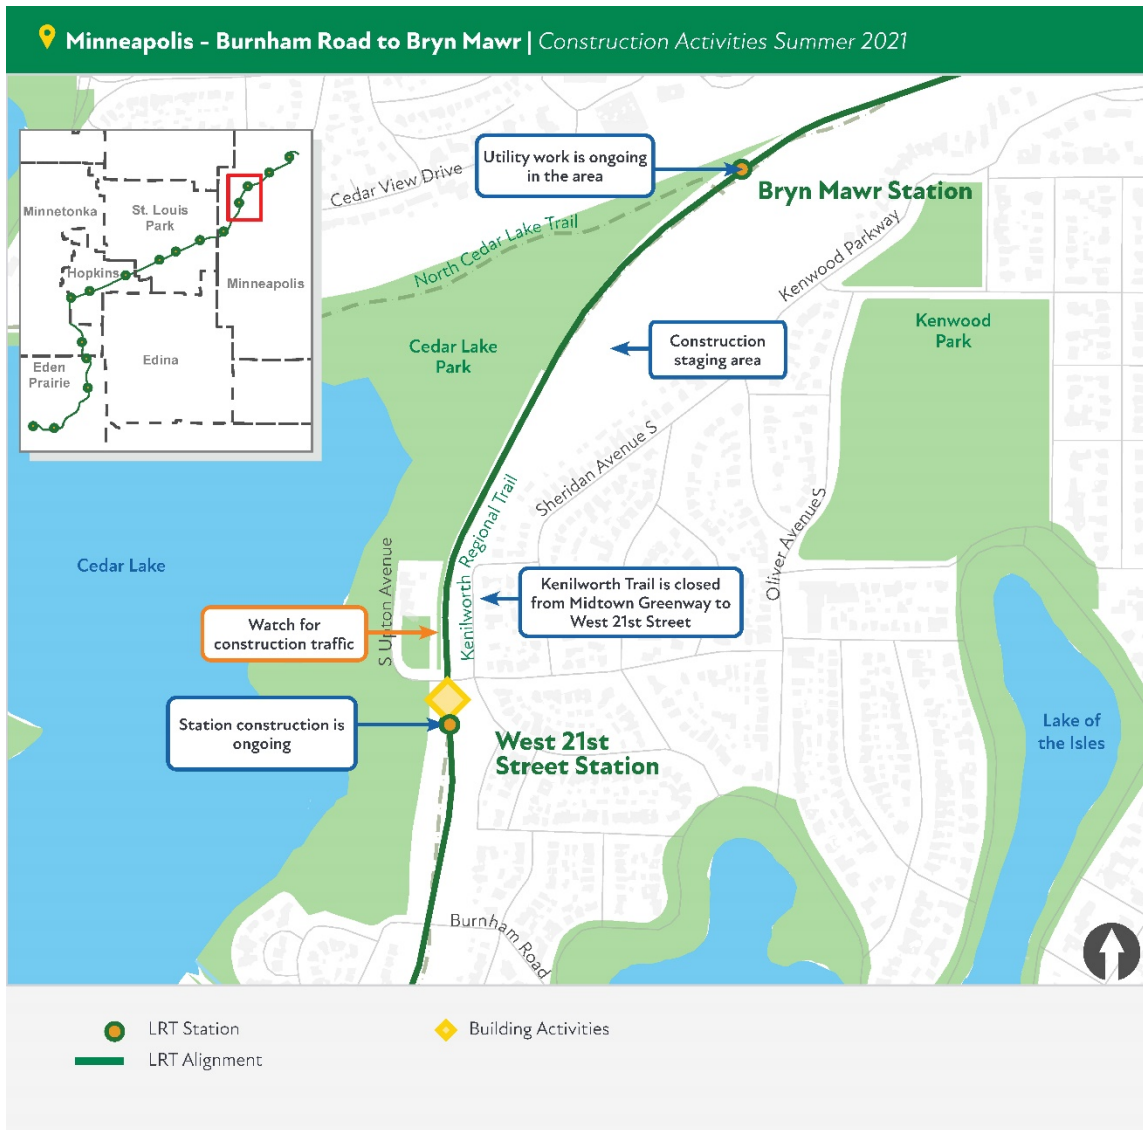 Minneapolis - Burnham Road to Bryn Mawr | Construction Activities Summer 2021
Minnetonka
St. Louis
Park
Hopkins
Minneapolis
Eden
Prairie
Edina
Cedar View Drive
Utility work is ongoing
in the area
Bryn Mawr Station
North Cedar Lake Trail
Kenwood Parkway
Cedar Lake
Park
Construction
staging area
Kenwood
Park
Sheridan Avenue S
Kenilworth Regional Trail
Oliver Avenue S
Cedar Lake
S Upton Avenue
Kenilworth Trail is closed
from Midtown Greenway to
West 21st Street
Watch for
construction traffic
Station construction is
ongoing
West 21st
Street Station
Lake of
the Isles
Burnham Road
LRT Station
Building Activities
LRT Alignment